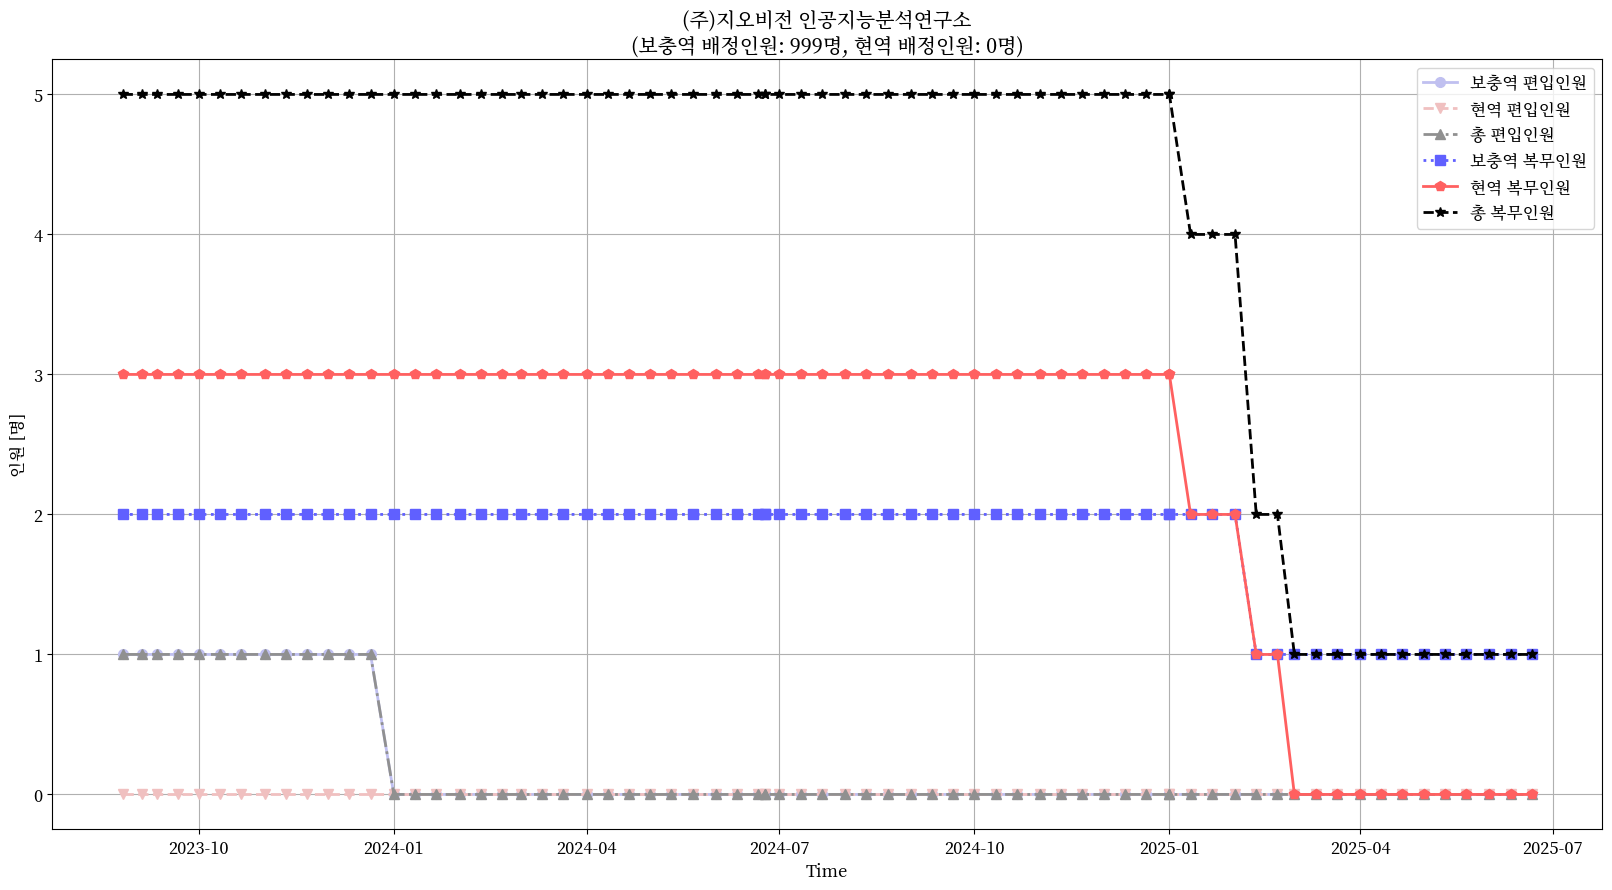 (주)지오비전 인공지능분석연구소
(보충역 배정인원: 999명, 현역 배정인원: 0명)
보충역 편입인원
현역 편입인원
총 편입인원
보충역 복무인원
현역 복무인원
총 복무인원
인원 [명]
5
4
3
2
1
0
2023-10
2024-01
2024-04
2024-07
2024-10
2025-01
2025-04
2025-07
Time